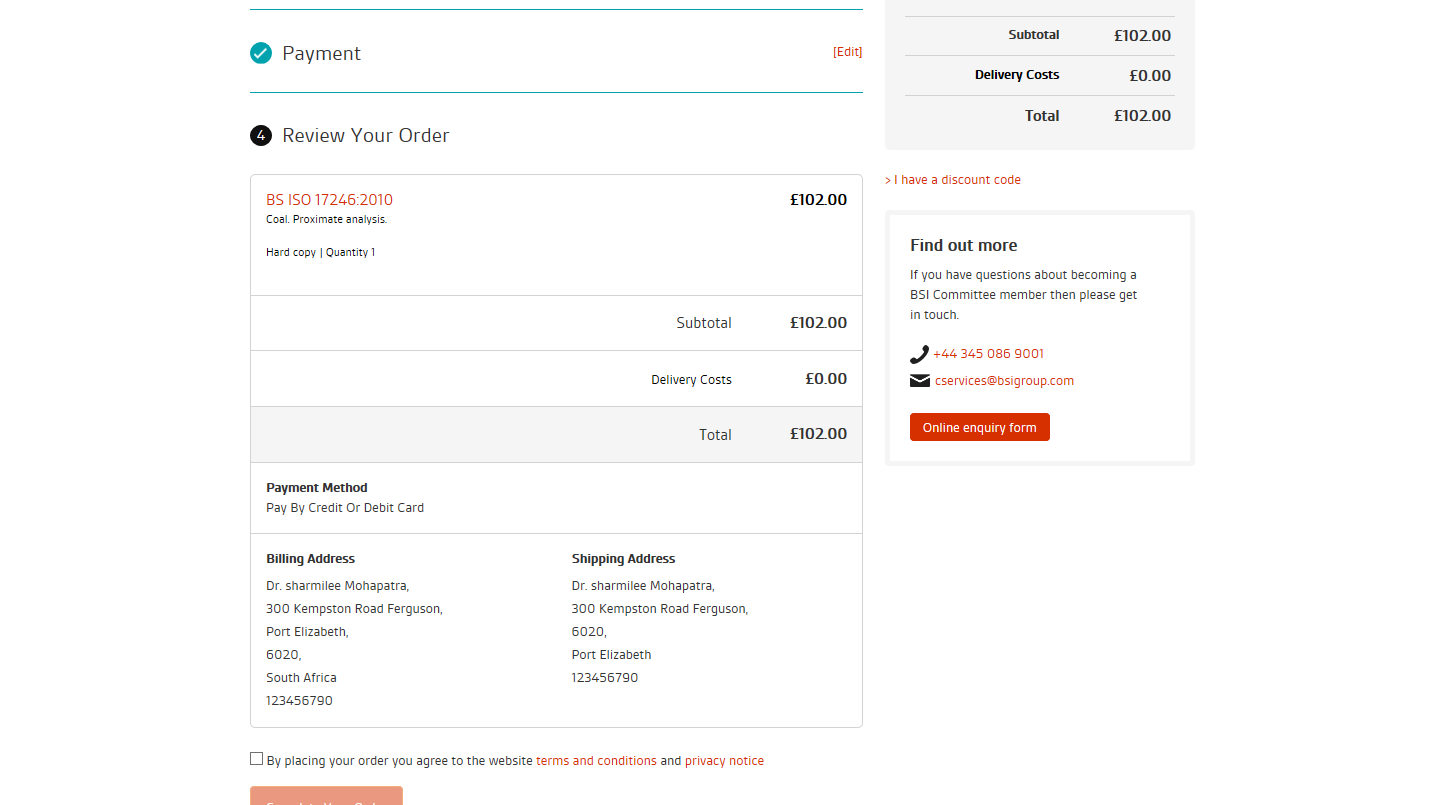 Payment
[Edit]
4 Review Your Order
BS ISO 17246:2010 £102.00
Coal. Proximate analysis.
Hard copy | Quantity 1
Subtotal £102.00
Delivery Costs £0.00
Total £102.00
Payment Method
Pay By Credit Or Debit Card
Billing Address
Dr. sharmilee Mohapatra,
300 Kempston Road Ferguson,
Port Elizabeth,
6020,
South Africa
123456790
Shipping Address
Dr. sharmilee Mohapatra,
300 Kempston Road Ferguson,
6020,
Port Elizabeth
123456790
By placing your order you agree to the website terms and conditions and privacy notice
Subtotal £102.00
Delivery Costs £0.00
Total £102.00
> I have a discount code
Find out more
If you have questions about becoming a
BSI Committee member then please get
in touch.
+44 345 086 9001
cservices@bsigroup.com
Online enquiry form